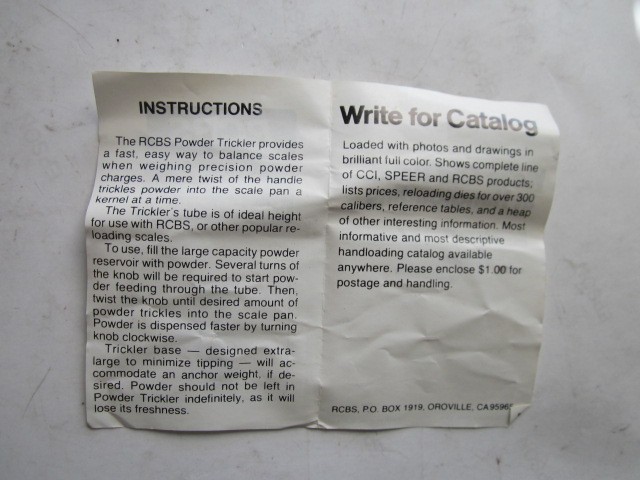 INSTRUCTIONS
The RCBS Powder Trickler provides
a fast, easy way to balance scales
when weighing precision powder
charges. A mere twist of the handle
trickles powder into the scale pan a
kernel at a time.
The Trickler's tube is of ideal height
for use with RCBS, or other popular re-
loading scales.
To use, fill the large capacity powder
reservoir with powder. Several turns of
the knob will be required to start pow-
der feeding through the tube. Then,
twist the knob until desired amount of
powder trickles into the scale pan.
Powder is dispensed faster by turning
knob clockwise.
Trickler base — designed extra-
large to minimize tipping — will ac-
commodate an anchor weight, if de-
sired. Powder should not be left in
Powder Trickler indefinitely, as it will
lose its freshness.
Write for Catalog
Loaded with photos and drawings in
brilliant full color. Shows complete line
of CCI, SPEER and RCBS products;
lists prices, reloading dies for over 300
calibers, reference tables, and a heap
of other interesting information. Most
informative and most descriptive
handloading catalog available
anywhere. Please enclose $1.00 for
postage and handling.
RCBS, P.O. BOX 1919, OROVILLE, CA